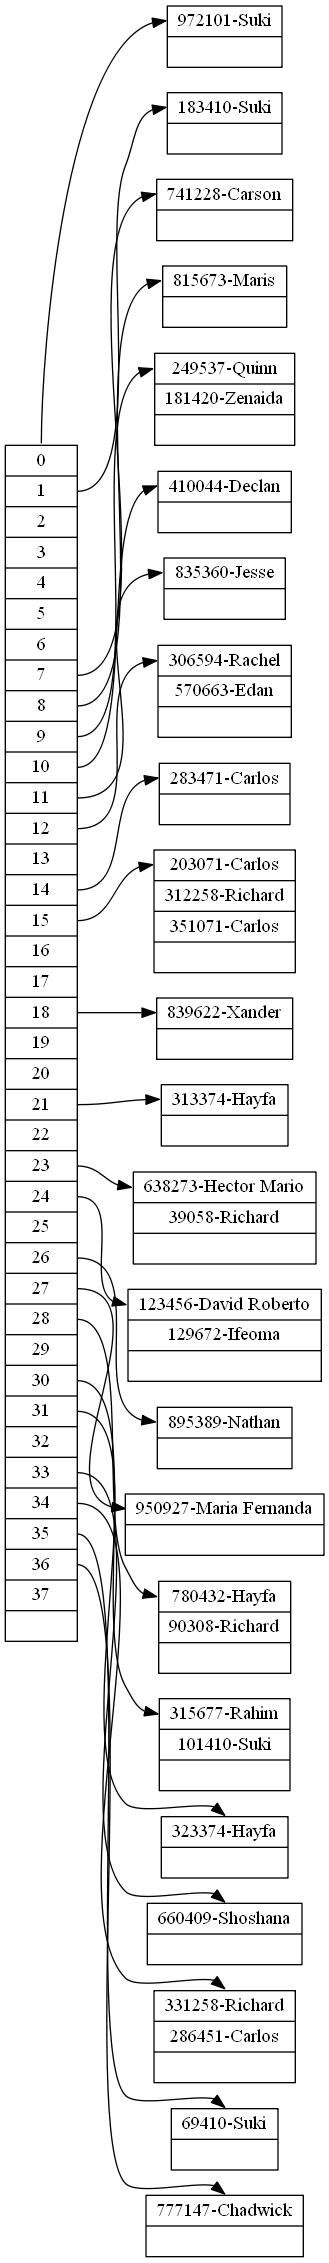 972101-Suki
183410-Suki
741228-Carson
815673-Maris
249537-Quinn
181420-Zenaida
410044-Declan
835360-Jesse
306594-Rachel
570663-Edan
283471-Carlos
203071-Carlos
312258-Richard
351071-Carlos
839622-Xander
313374-Hayfa
638273-Hector Mario
39058-Richard
123456-David Roberto
129672-Ifeoma
895389-Nathan
950927-Maria Fernanda
780432-Hayfa
90308-Richard
315677-Rahim
101410-Suki
323374-Hayfa
660409-Shoshana
331258-Richard
286451-Carlos
69410-Suki
777147-Chadwick
0
1
2
3
4
5
6
7
8
9
10
11
12
13
14
15
16
17
18
19
20
21
22
23
24
25
26
27
28
29
30
31
32
33
34
35
36
37